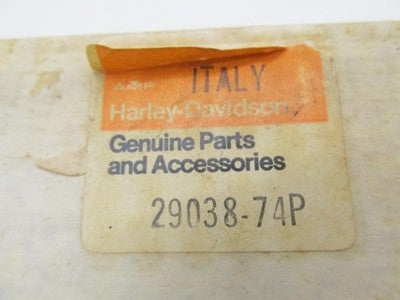 ITALY
AMF
Harley-Davidson
Genuine Parts
and Accessories
29038-74P